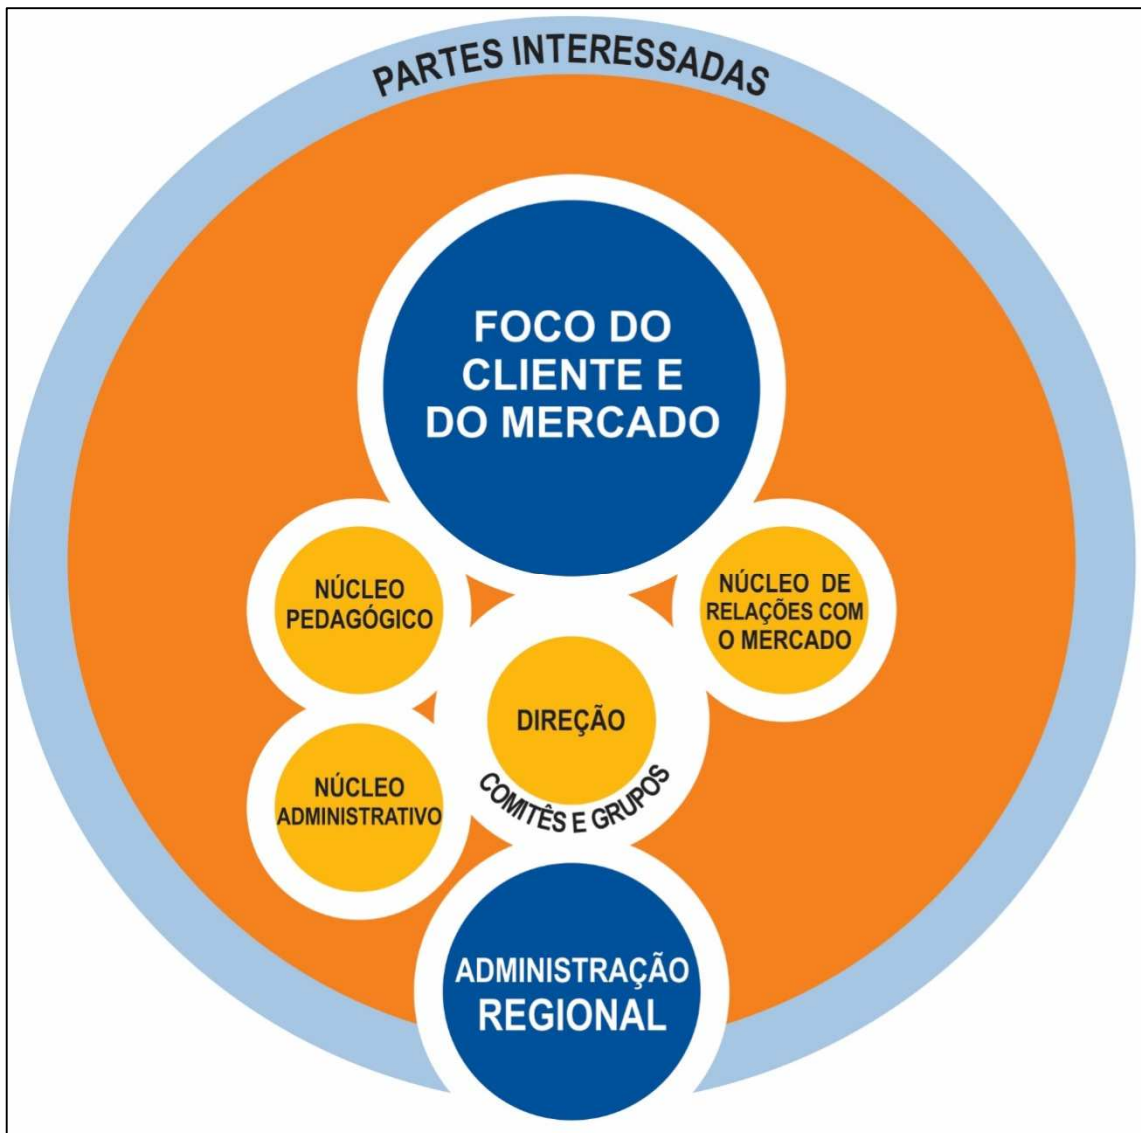 PARTES INTERESSADAS
FOCO DO
CLIENTE E
DO MERCADO
NÚCLEO
PEDAGÓGICO
NÚCLEO DE
RELAÇÕES COM
O MERCADO
DIREÇÃO
COMITÊS E GRUPOS
NÚCLEO
ADMINISTRATIVO
ADMINISTRAÇÃO
REGIONAL